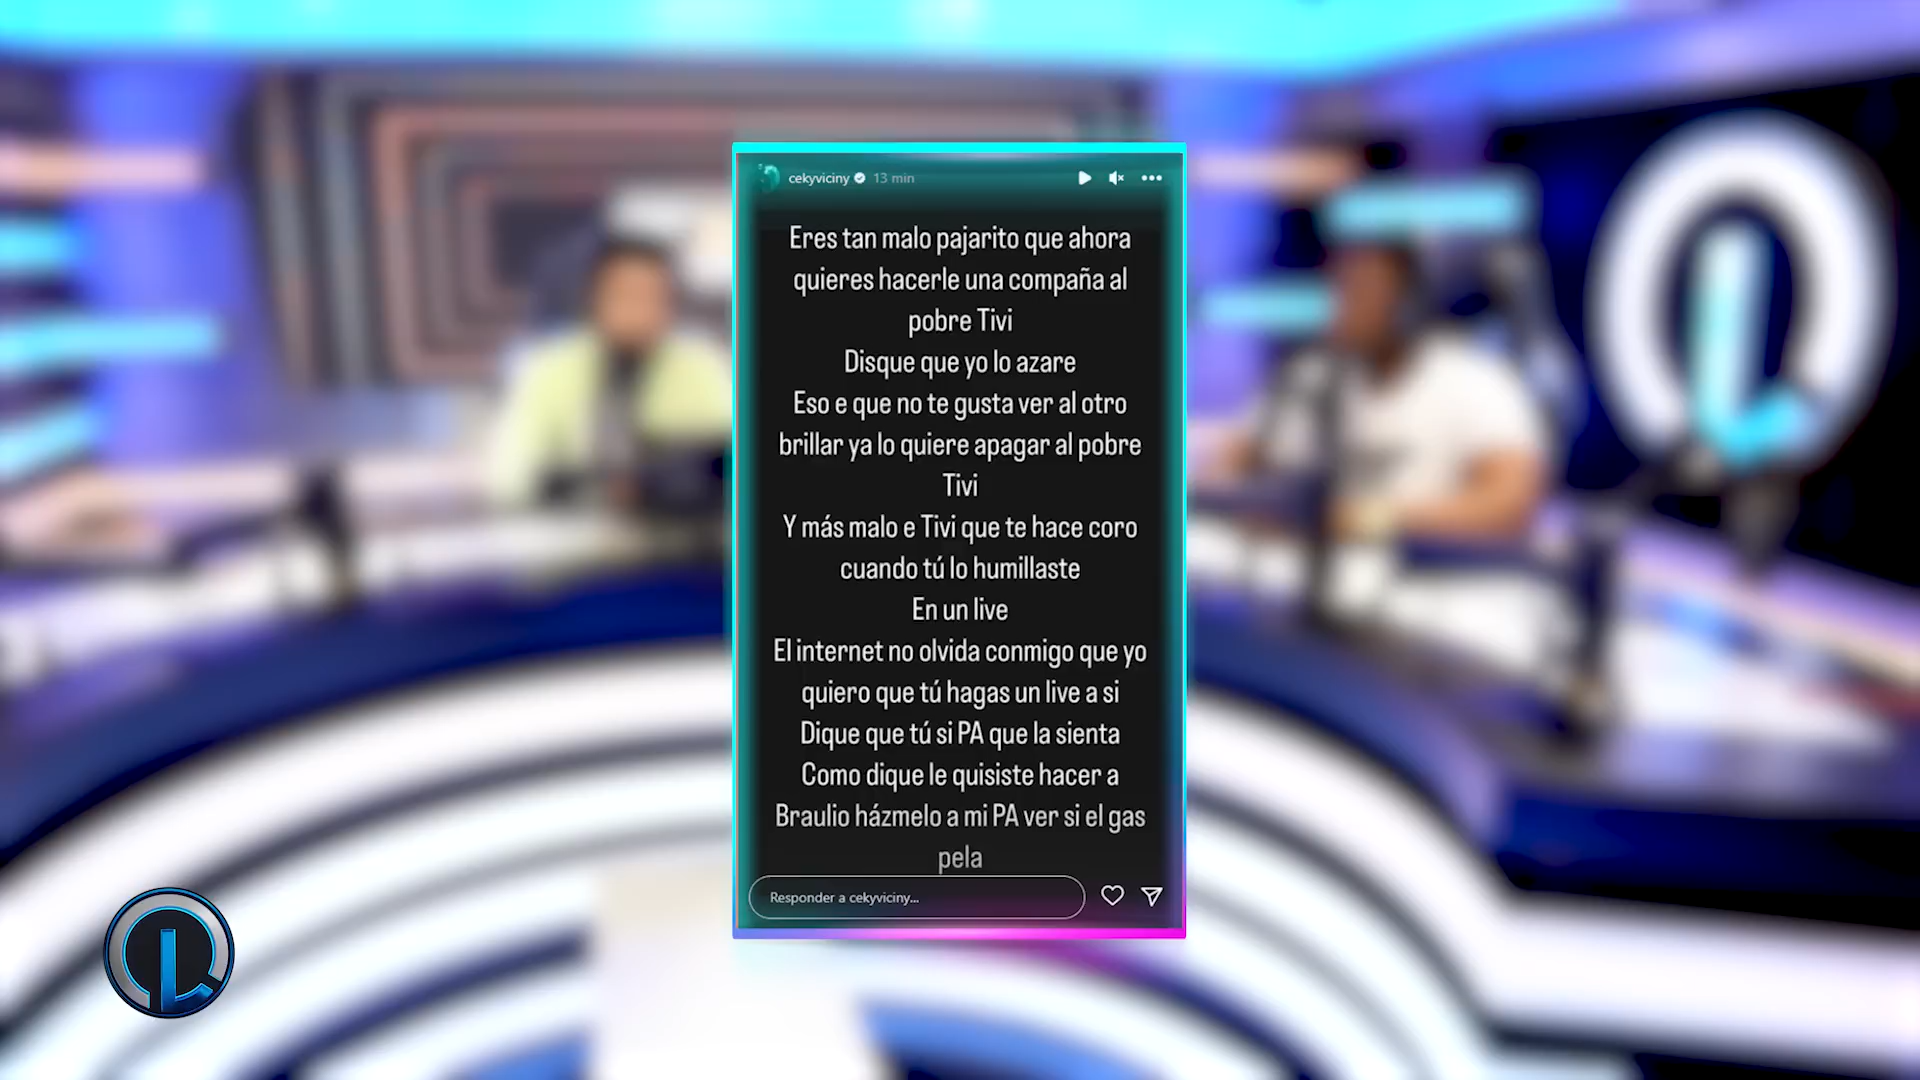 cekyviciny 13 min
Eres tan malo pajarito que ahora
quieres hacerle una compaña al
pobre Tivi
Disque que yo lo azare
Eso e que no te gusta ver al otro
brillar ya lo quiere apagar al pobre
Tivi
Y más malo e Tivi que te hace coro
cuando tú lo humillaste
En un live
El internet no olvida conmigo que yo
quiero que tú hagas un live a si
Dique que tú si PA que la sienta
Como dique le quisiste hacer a
Braulio házmelo a mi PA ver si el gas
pela
Responder a cekyviciny...